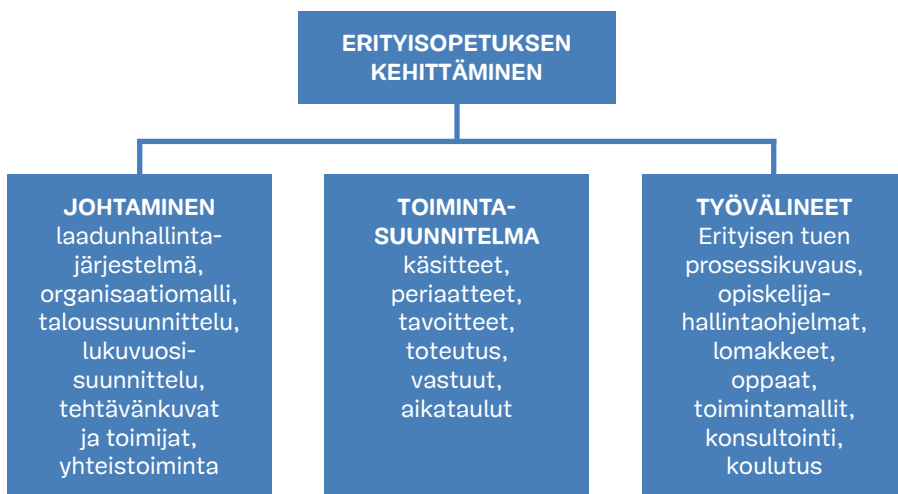 ERITYISOPETUKSEN
KEHITTÄMINEN
JOHTAMINEN
laadunhallinta-
järjestelmä,
organisaatiomalli,
taloussuunnittelu,
lukuvuosi-
suunnittelu,
tehtävänkuvat
ja toimijat,
yhteistoiminta
TOIMINTA-
SUUNNITELMA
käsitteet,
periaatteet,
tavoitteet,
toteutus,
vastuut,
aikataulut
TYÖVÄLINEET
Erityisen tuen
prosessikuvaus,
opiskelija-
hallintaohjelmat,
lomakkeet,
oppaat,
toimintamallit,
konsultointi,
koulutus